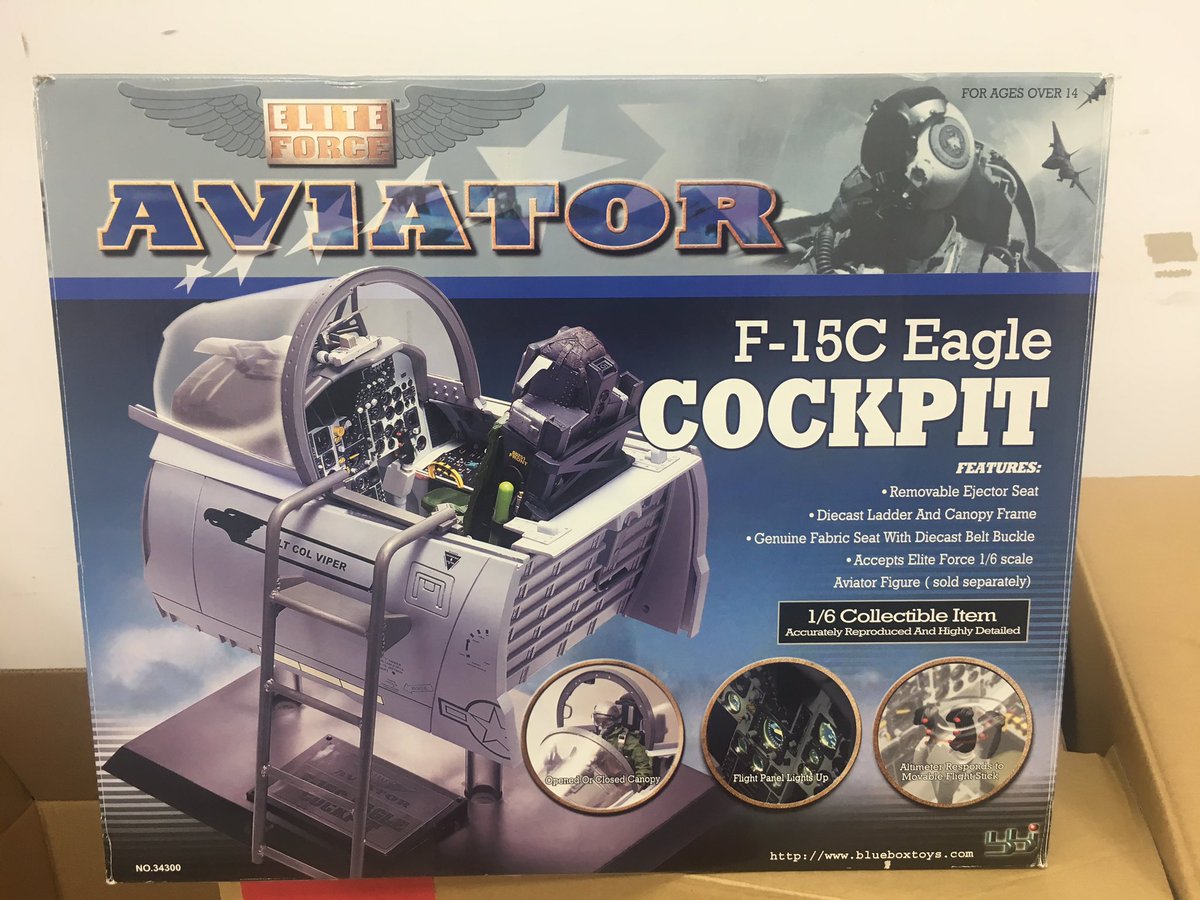 FOR AGES OVER 14
ELITE
FORCE
™
AVIATOR
F-15C Eagle
COCKPIT
FEATURES:
• Removable Ejector Seat
• Diecast Ladder And Canopy Frame
• Genuine Fabric Seat With Diecast Belt Buckle
• Accepts Elite Force 1/6 scale
Aviator Figure ( sold separately)
1/6 Collectible Item
Accurately Reproduced And Highly Detailed
LT COL VIPER
Opened Or Closed Canopy
Flight Panel Lights Up
Altimeter Responds to
Movable Flight Stick
AVIATOR
COCKPIT
http://www.blueboxtoys.com
NO.34300